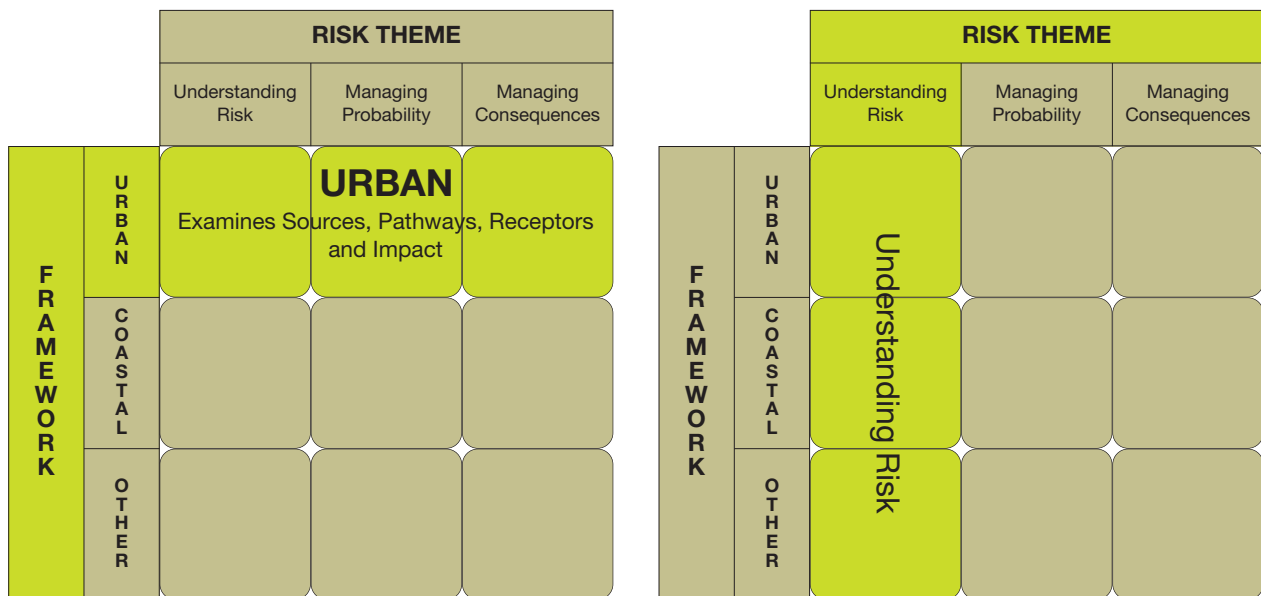 RISK THEME
Understanding
Risk
Managing
Probability
Managing
Consequences
FRAMEWORK
URBAN
URBAN
Examines Sources, Pathways, Receptors
and Impact
COASTAL
OTHER
RISK THEME
Understanding
Risk
Managing
Probability
Managing
Consequences
FRAMEWORK
URBAN
COASTAL
OTHER
Understanding Risk